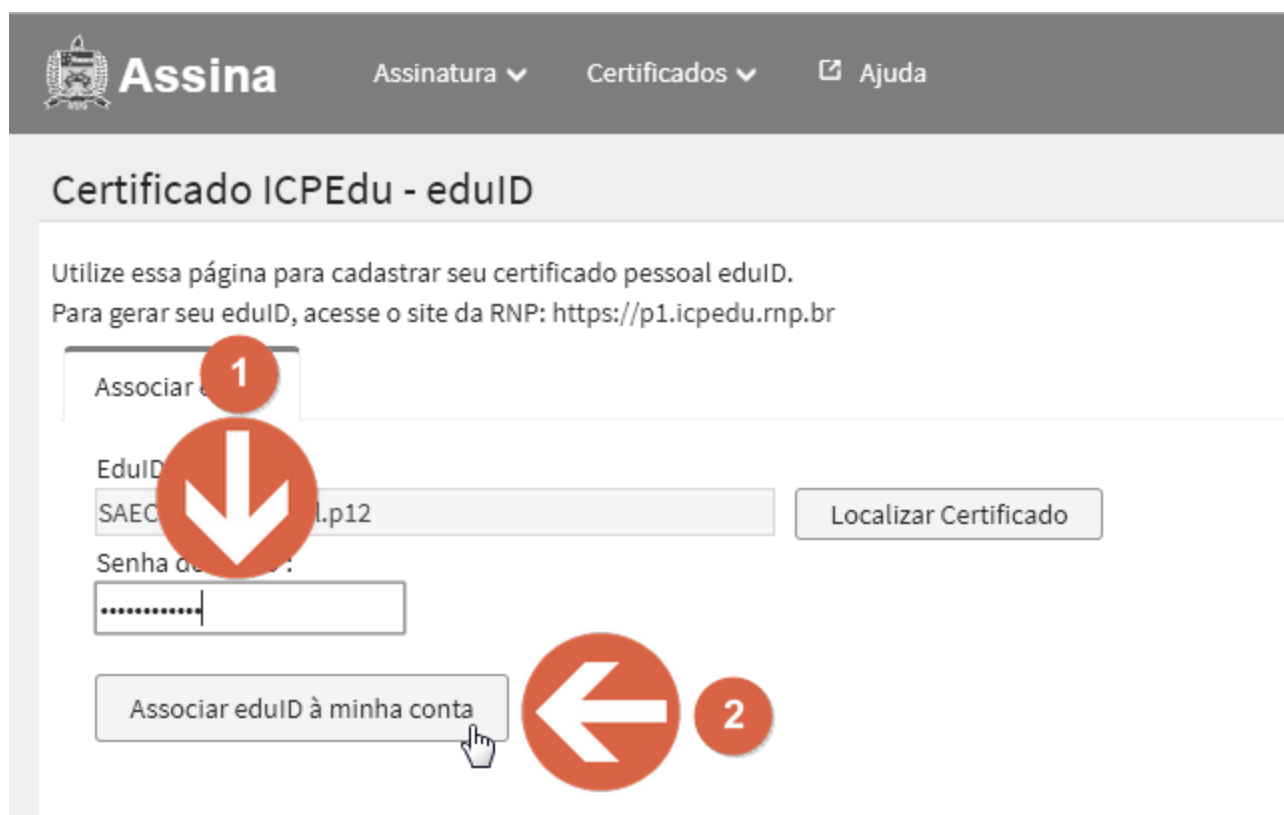 Assina Assinatura Certificados Ajuda
Certificado ICPEdu - eduID
Utilize essa página para cadastrar seu certificado pessoal eduID.
Para gerar seu eduID, acesse o site da RNP: https://p1.icpedu.rnp.br
1
Associar
EduID
.p12 Localizar Certificado
Senha :
••••••••••••
Associar eduID à minha conta 2